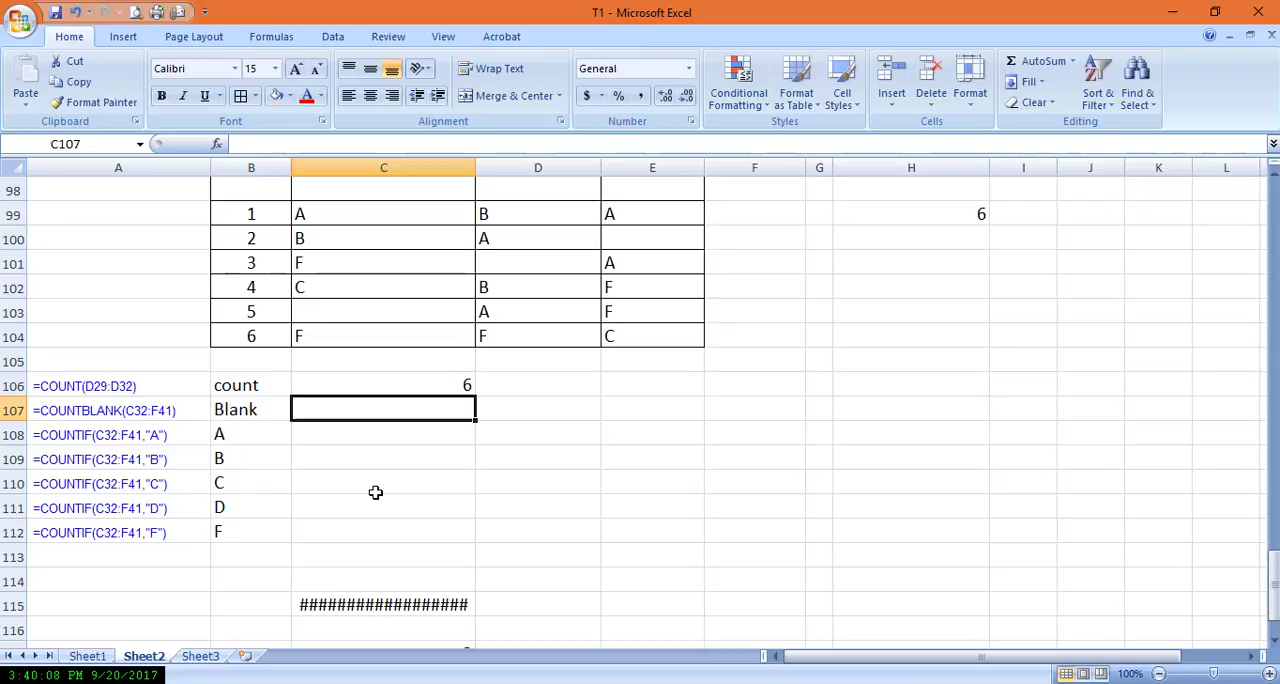 T1 - Microsoft Excel
Home Insert Page Layout Formulas Data Review View Acrobat
Paste Cut Copy Format Painter Clipboard
Calibri 15 A A B I U A Font
Wrap Text Merge & Center Alignment
General $ % , .0 .00 .00 .0 Number
Conditional Formatting Format as Table Cell Styles Styles
Insert Delete Format Cells
Σ AutoSum Fill Clear Sort & Filter Find & Select Editing
C107 fx
A B C D E F G H I J K L
98
99 1 A B A 6
100 2 B A
101 3 F A
102 4 C B F
103 5 A F
104 6 F F C
105
106 =COUNT(D29:D32) count 6
107 =COUNTBLANK(C32:F41) Blank
108 =COUNTIF(C32:F41,"A") A
109 =COUNTIF(C32:F41,"B") B
110 =COUNTIF(C32:F41,"C") C
111 =COUNTIF(C32:F41,"D") D
112 =COUNTIF(C32:F41,"F") F
113
114
115 ##################
116
Sheet1 Sheet2 Sheet3
3:40:08 PM 9/20/2017 100%